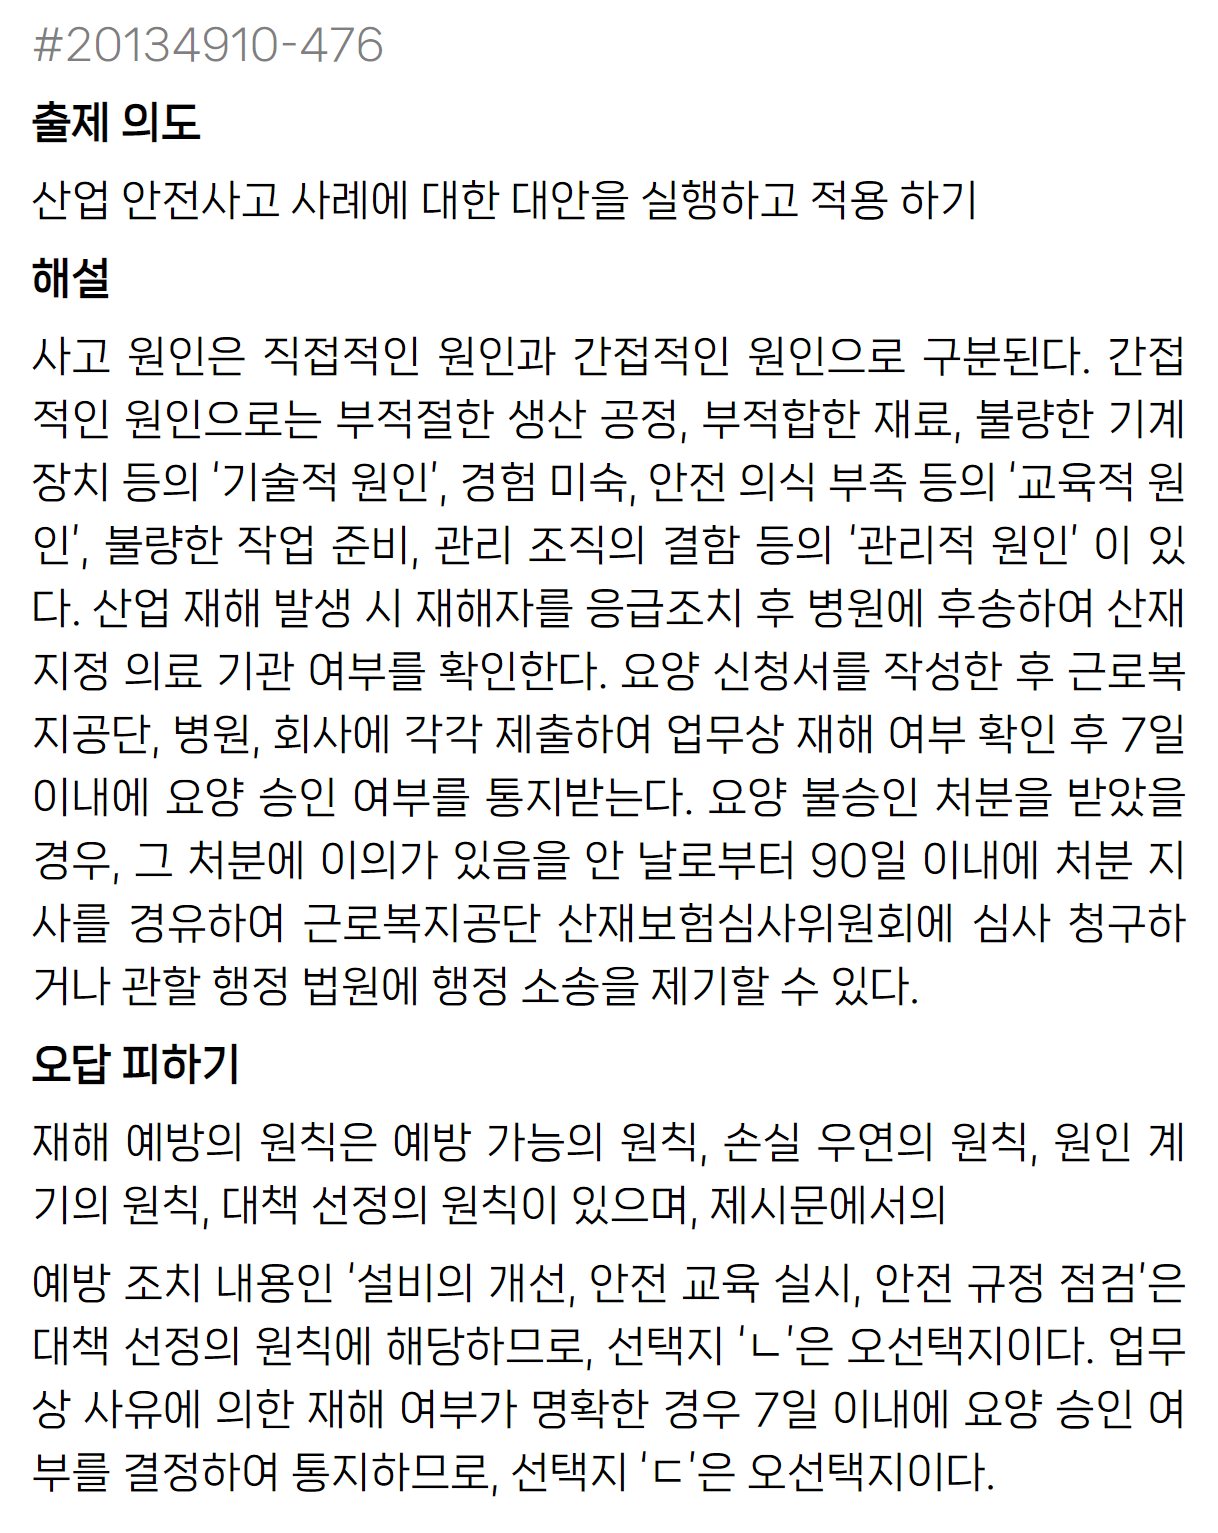 #20134910-476
출제 의도
산업 안전사고 사례에 대한 대안을 실행하고 적용 하기
해설
사고 원인은 직접적인 원인과 간접적인 원인으로 구분된다. 간접
적인 원인으로는 부적절한 생산 공정, 부적합한 재료, 불량한 기계
장치 등의 '기술적 원인', 경험 미숙, 안전 의식 부족 등의 '교육적 원
인', 불량한 작업 준비, 관리 조직의 결함 등의 '관리적 원인' 이 있
다. 산업 재해 발생 시 재해자를 응급조치 후 병원에 후송하여 산재
지정 의료 기관 여부를 확인한다. 요양 신청서를 작성한 후 근로복
지공단, 병원, 회사에 각각 제출하여 업무상 재해 여부 확인 후 7일
이내에 요양 승인 여부를 통지받는다. 요양 불승인 처분을 받았을
경우, 그 처분에 이의가 있음을 안 날로부터 90일 이내에 처분 지
사를 경유하여 근로복지공단 산재보험심사위원회에 심사 청구하
거나 관할 행정 법원에 행정 소송을 제기할 수 있다.
오답 피하기
재해 예방의 원칙은 예방 가능의 원칙, 손실 우연의 원칙, 원인 계
기의 원칙, 대책 선정의 원칙이 있으며, 제시문에서의
예방 조치 내용인 '설비의 개선, 안전 교육 실시, 안전 규정 점검'은
대책 선정의 원칙에 해당하므로, 선택지 'ㄴ'은 오선택지이다. 업무
상 사유에 의한 재해 여부가 명확한 경우 7일 이내에 요양 승인 여
부를 결정하여 통지하므로, 선택지 'ㄷ'은 오선택지이다.